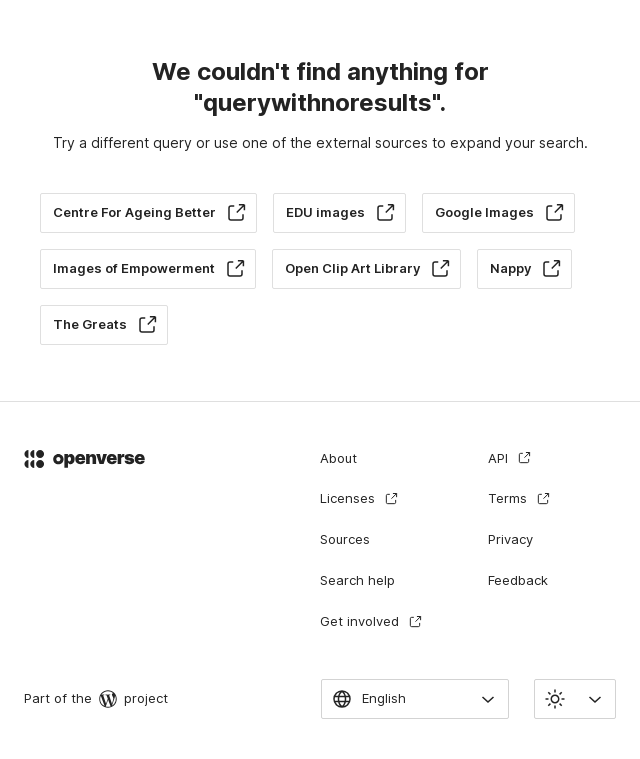 We couldn't find anything for
"querywithnoresults".
Try a different query or use one of the external sources to expand your search.
Centre For Ageing Better
EDU images
Google Images
Images of Empowerment
Open Clip Art Library
Nappy
The Greats
openverse
About
API
Licenses
Terms
Sources
Privacy
Search help
Feedback
Get involved
Part of the project
English